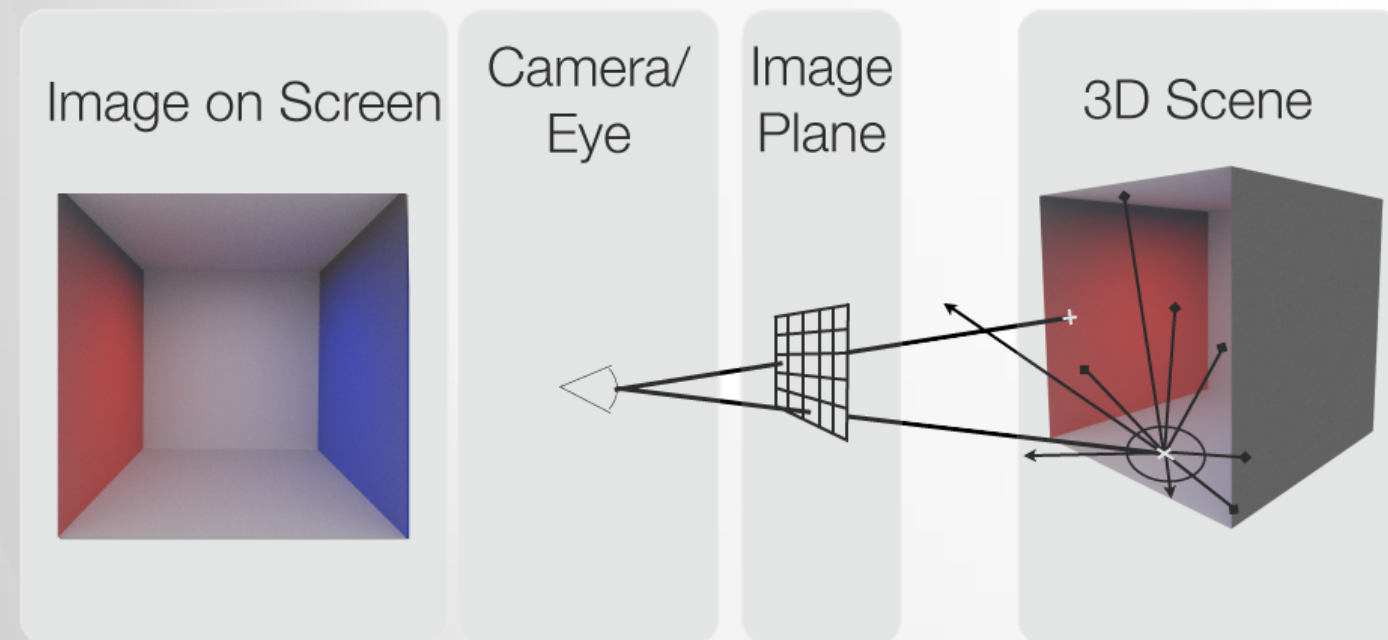 Image on Screen
Camera/
Eye
Image
Plane
3D Scene